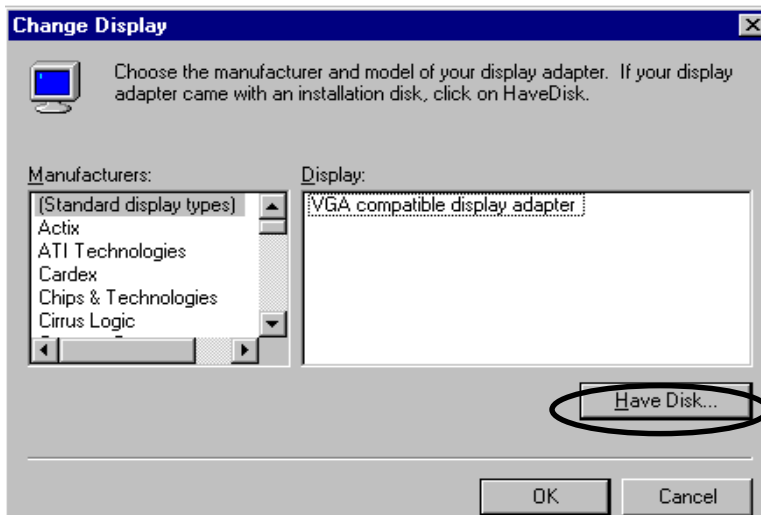 Change Display
Choose the manufacturer and model of your display adapter. If your display
adapter came with an installation disk, click on HaveDisk.
Manufacturers:
(Standard display types)
Actix
ATI Technologies
Cardex
Chips & Technologies
Cirrus Logic
Display:
VGA compatible display adapter
Have Disk...
OK
Cancel